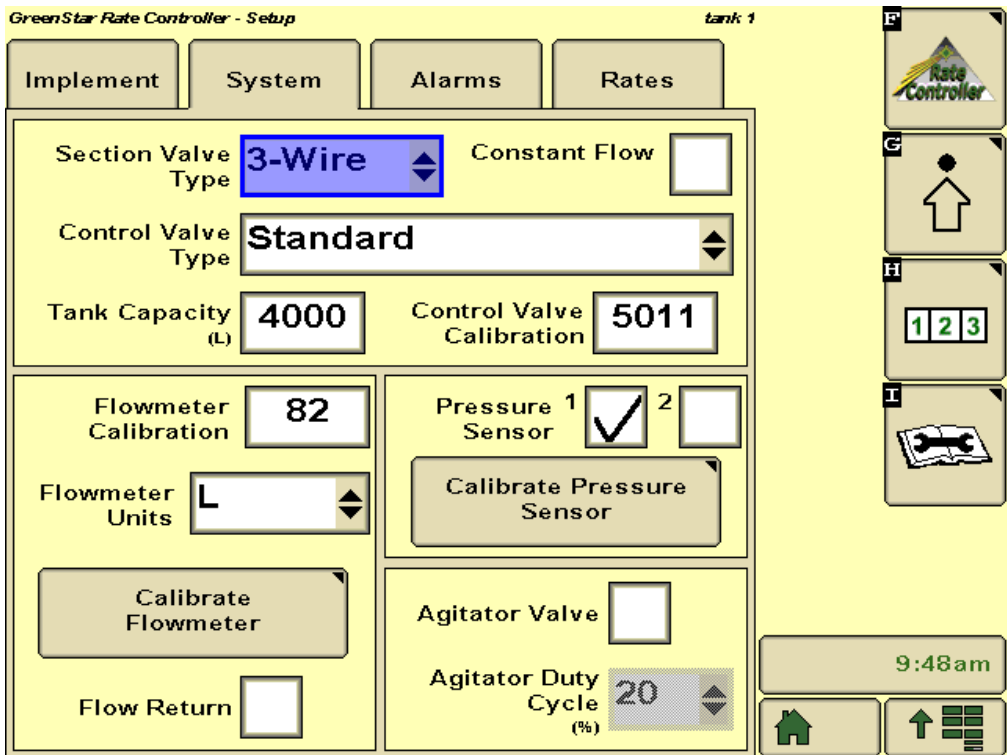 GreenStar Rate Controller - Setup
tank 1
Implement
System
Alarms
Rates
Section Valve
Type
3-Wire
Constant Flow
Control Valve
Type
Standard
Tank Capacity
(L)
4000
Control Valve
Calibration
5011
Flowmeter
Calibration
82
Flowmeter
Units
L
Calibrate
Flowmeter
Flow Return
Pressure
Sensor
1
2
Calibrate Pressure
Sensor
Agitator Valve
Agitator Duty
Cycle
(%)
20
F
Rate
Controller
G
H
1 2 3
I
9:48am